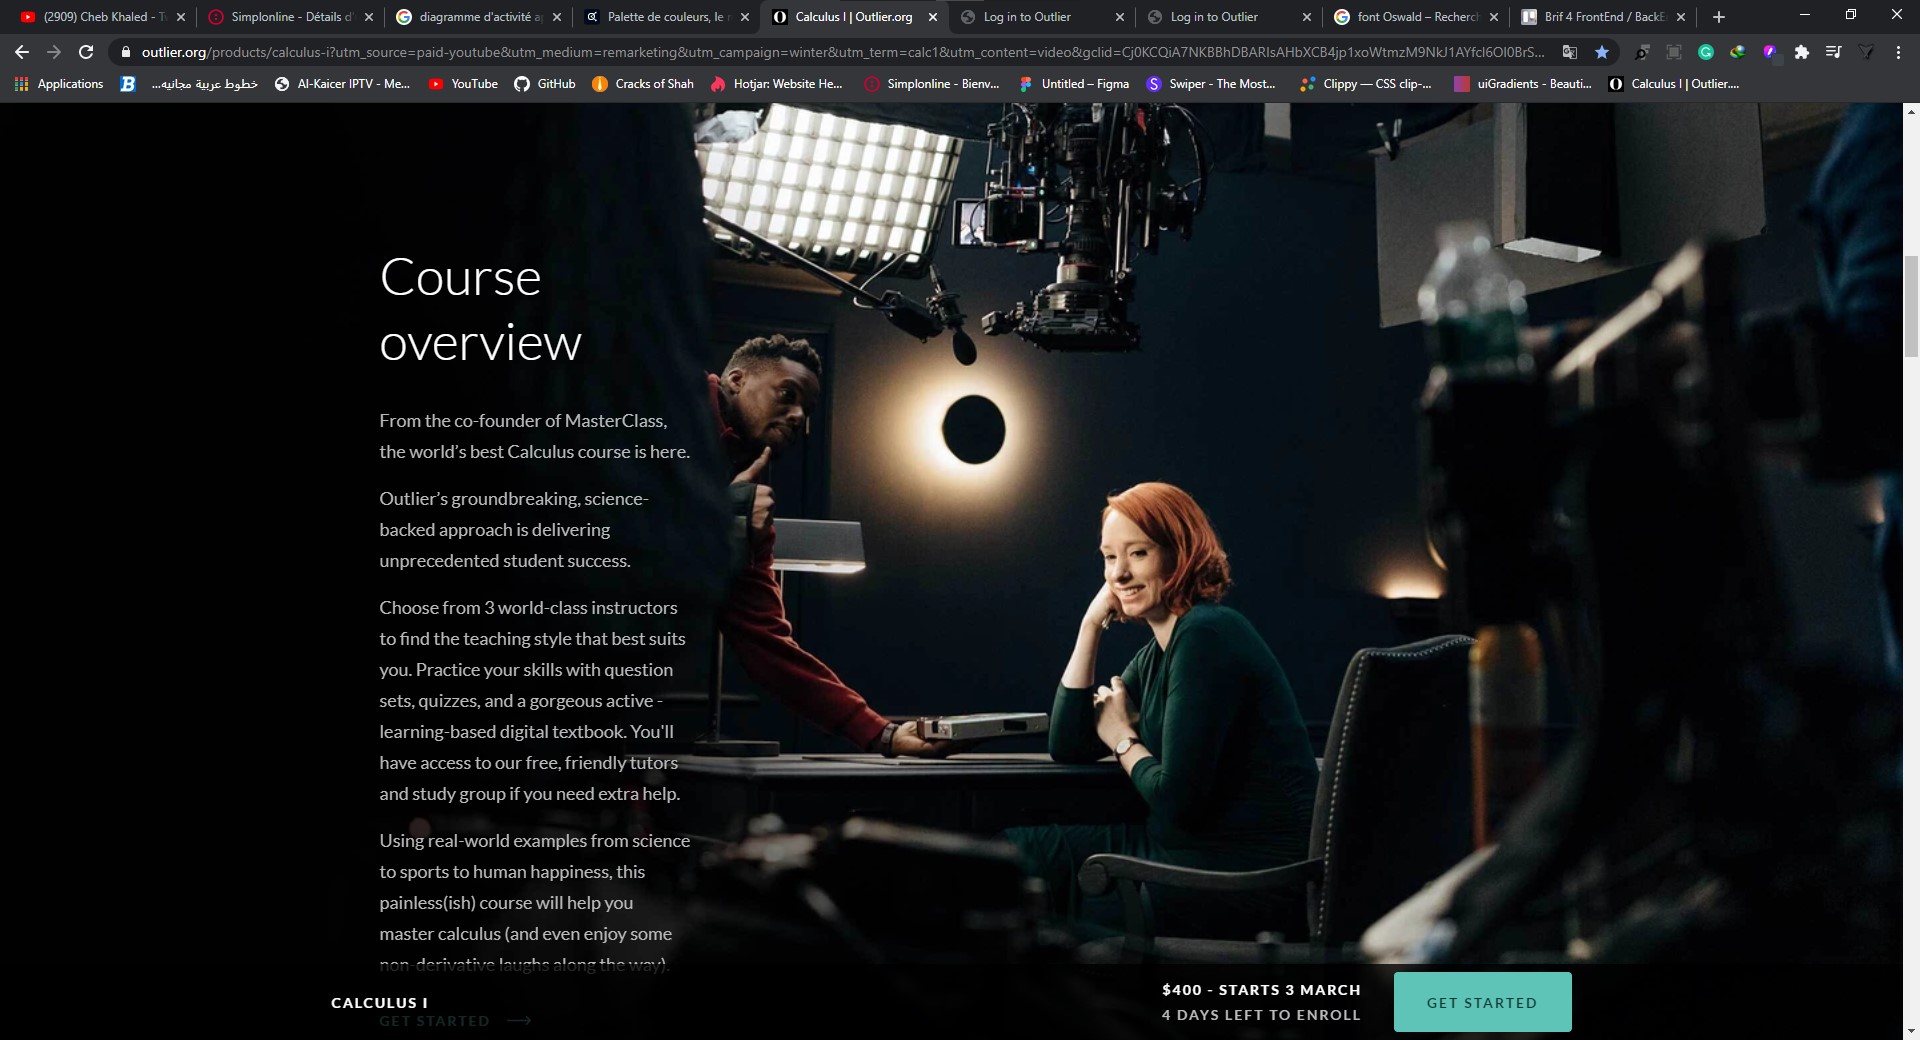 (2909) Cheb Khaled - Tw
Simplonline - Détails d'
diagramme d'activité a
Palette de couleurs, le r
Calculus I | Outlier.org
Log in to Outlier
Log in to Outlier
font Oswald – Recherc
Brif 4 FrontEnd / BackE
outlier.org/products/calculus-i?utm_source=paid-youtube&utm_medium=remarketing&utm_campaign=winter&utm_term=calc1&utm_content=video&gclid=Cj0KCQiA7NKBBhDBARIsAHbXCB4jp1xoWtmzM9NkJ1AYfcI6OI0BrS...
Applications
خطوط عربية مجانيه...
Al-Kaicer IPTV - Me...
YouTube
GitHub
Cracks of Shah
Hotjar: Website He...
Simplonline - Bienv...
Untitled – Figma
Swiper - The Most...
Clippy — CSS clip-...
uiGradients - Beauti...
Calculus I | Outlier....
Course
overview
From the co-founder of MasterClass,
the world’s best Calculus course is here.
Outlier’s groundbreaking, science-
backed approach is delivering
unprecedented student success.
Choose from 3 world-class instructors
to find the teaching style that best suits
you. Practice your skills with question
sets, quizzes, and a gorgeous active -
learning-based digital textbook. You'll
have access to our free, friendly tutors
and study group if you need extra help.
Using real-world examples from science
to sports to human happiness, this
painless(ish) course will help you
master calculus (and even enjoy some
non-derivative laughs along the way).
CALCULUS I
GET STARTED
$400 - STARTS 3 MARCH
4 DAYS LEFT TO ENROLL
GET STARTED